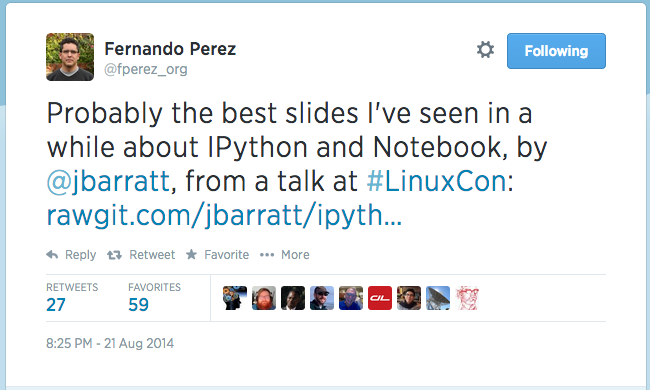 Fernando Perez
@fperez_org
Following
Probably the best slides I've seen in a
while about IPython and Notebook, by
@jbarratt, from a talk at #LinuxCon:
rawgit.com/jbarratt/ipyth...
Reply Retweet Favorite ••• More
RETWEETS FAVORITES
27 59
CIL
8:25 PM - 21 Aug 2014